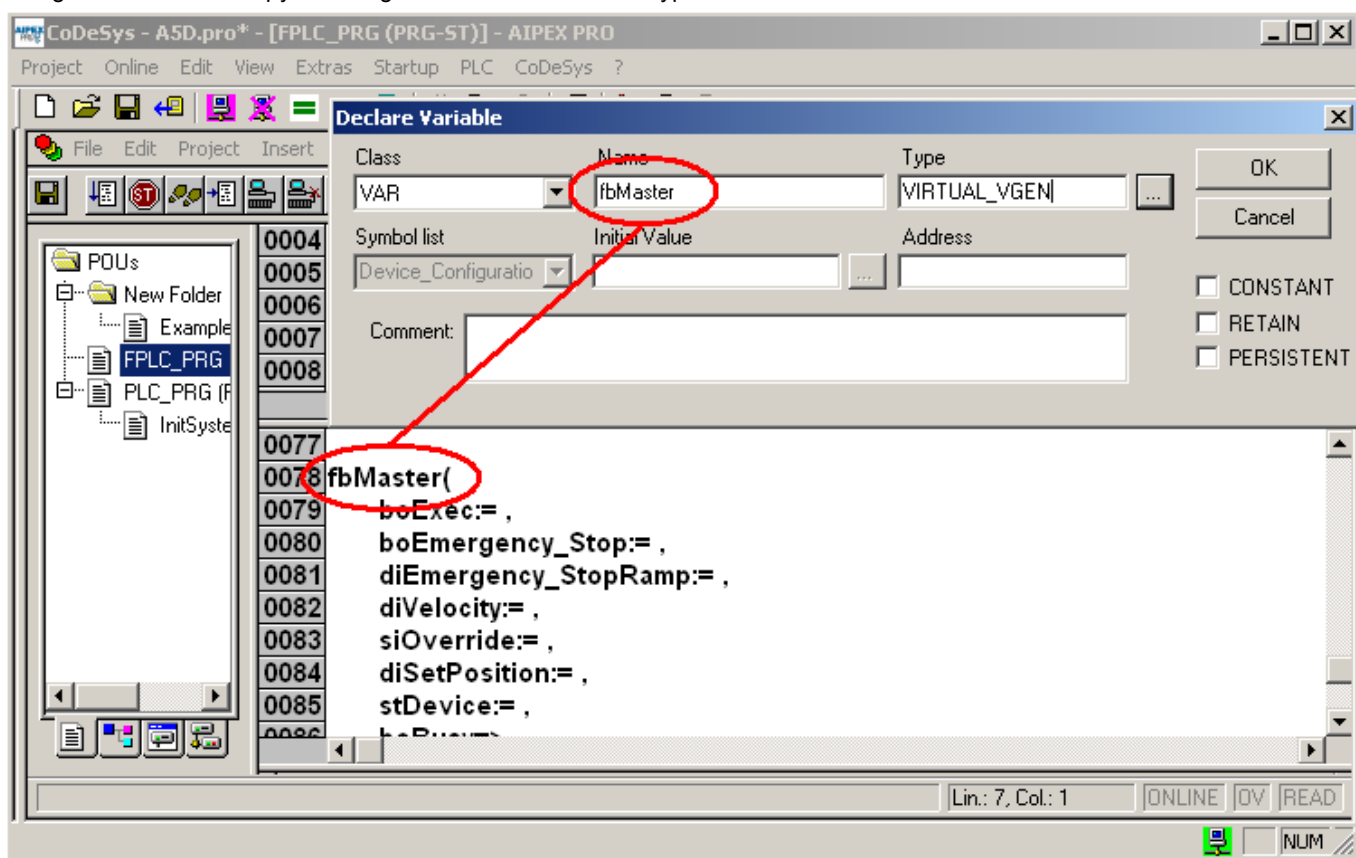 CoDeSys - A5D.pro* - [FPLC_PRG (PRG-ST)] - AIPEX PRO
Project Online Edit View Extras Startup PLC CoDeSys ?
Declare Variable
File Edit Project Insert
Class Name Type
VAR fbMaster VIRTUAL_VGEN ... OK
Symbol list Initial Value Address Cancel
Device_Configuratio ...
Comment: CONSTANT
RETAIN
PERSISTENT
POUs
New Folder
Example
FPLC_PRG
PLC_PRG (F
InitSyste
0004
0005
0006
0007
0008
0077
0078 fbMaster(
0079 boExec:= ,
0080 boEmergency_Stop:= ,
0081 diEmergency_StopRamp:= ,
0082 diVelocity:= ,
0083 siOverride:= ,
0084 diSetPosition:= ,
0085 stDevice:= ,
0086 boBusy=>
Lin.: 7, Col.: 1 ONLINE OV READ
NUM